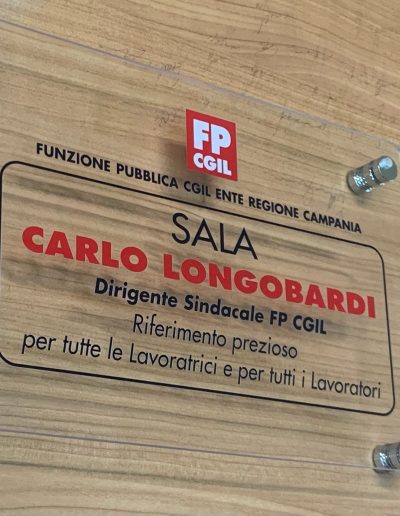 FP
CGIL
FUNZIONE PUBBLICA CGIL ENTE REGIONE CAMPANIA
SALA
CARLO LONGOBARDI
Dirigente Sindacale FP CGIL
Riferimento prezioso
per tutte le Lavoratrici e per tutti i Lavoratori